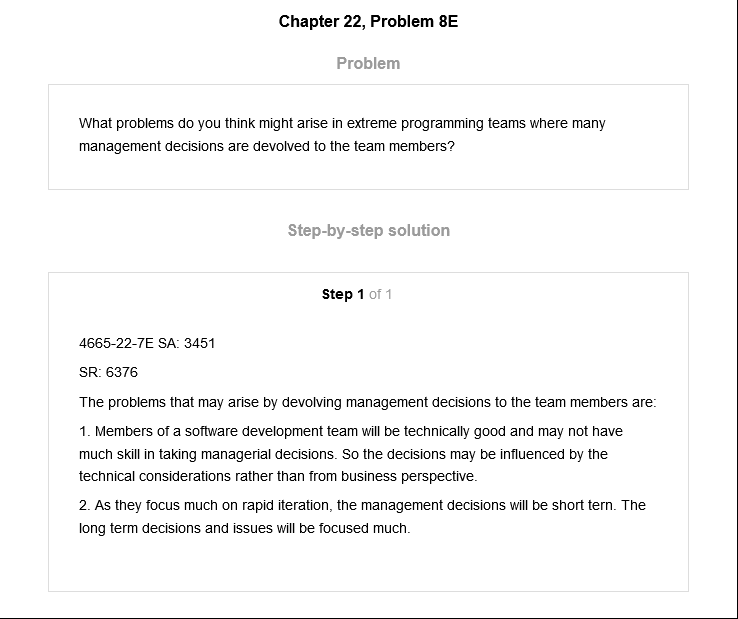 Chapter 22, Problem 8E
Problem
What problems do you think might arise in extreme programming teams where many
management decisions are devolved to the team members?
Step-by-step solution
Step 1 of 1
4665-22-7E SA: 3451
SR: 6376
The problems that may arise by devolving management decisions to the team members are:
1. Members of a software development team will be technically good and may not have
much skill in taking managerial decisions. So the decisions may be influenced by the
technical considerations rather than from business perspective.
2. As they focus much on rapid iteration, the management decisions will be short tern. The
long term decisions and issues will be focused much.